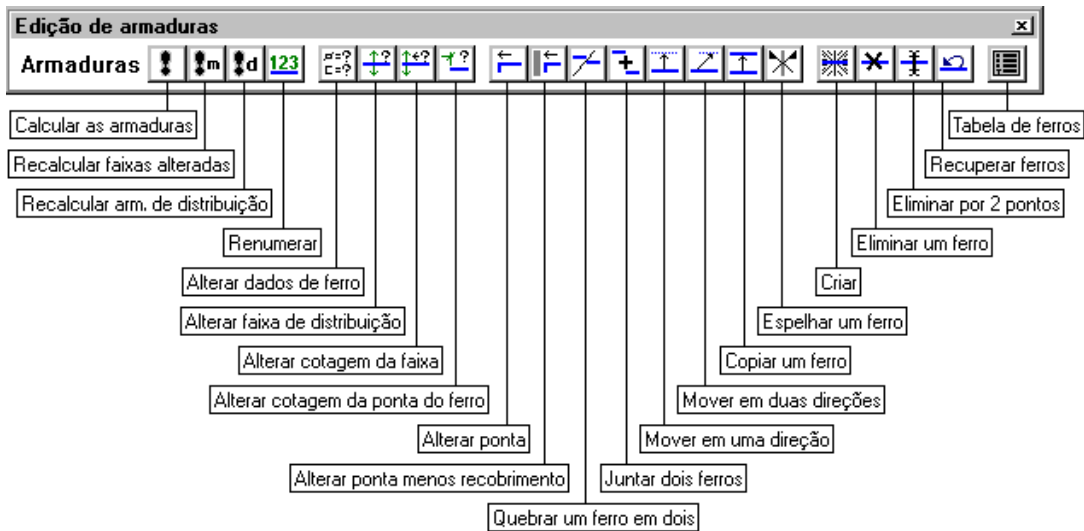 Edição de armaduras
Armaduras
m
d
123
ø=?
C=?
?
?
?
Calcular as armaduras
Tabela de ferros
Recalcular faixas alteradas
Recuperar ferros
Recalcular arm. de distribuição
Eliminar por 2 pontos
Renumerar
Eliminar um ferro
Alterar dados de ferro
Criar
Alterar faixa de distribuição
Espelhar um ferro
Alterar cotagem da faixa
Copiar um ferro
Alterar cotagem da ponta do ferro
Mover em duas direções
Alterar ponta
Mover em uma direção
Alterar ponta menos recobrimento
Juntar dois ferros
Quebrar um ferro em dois